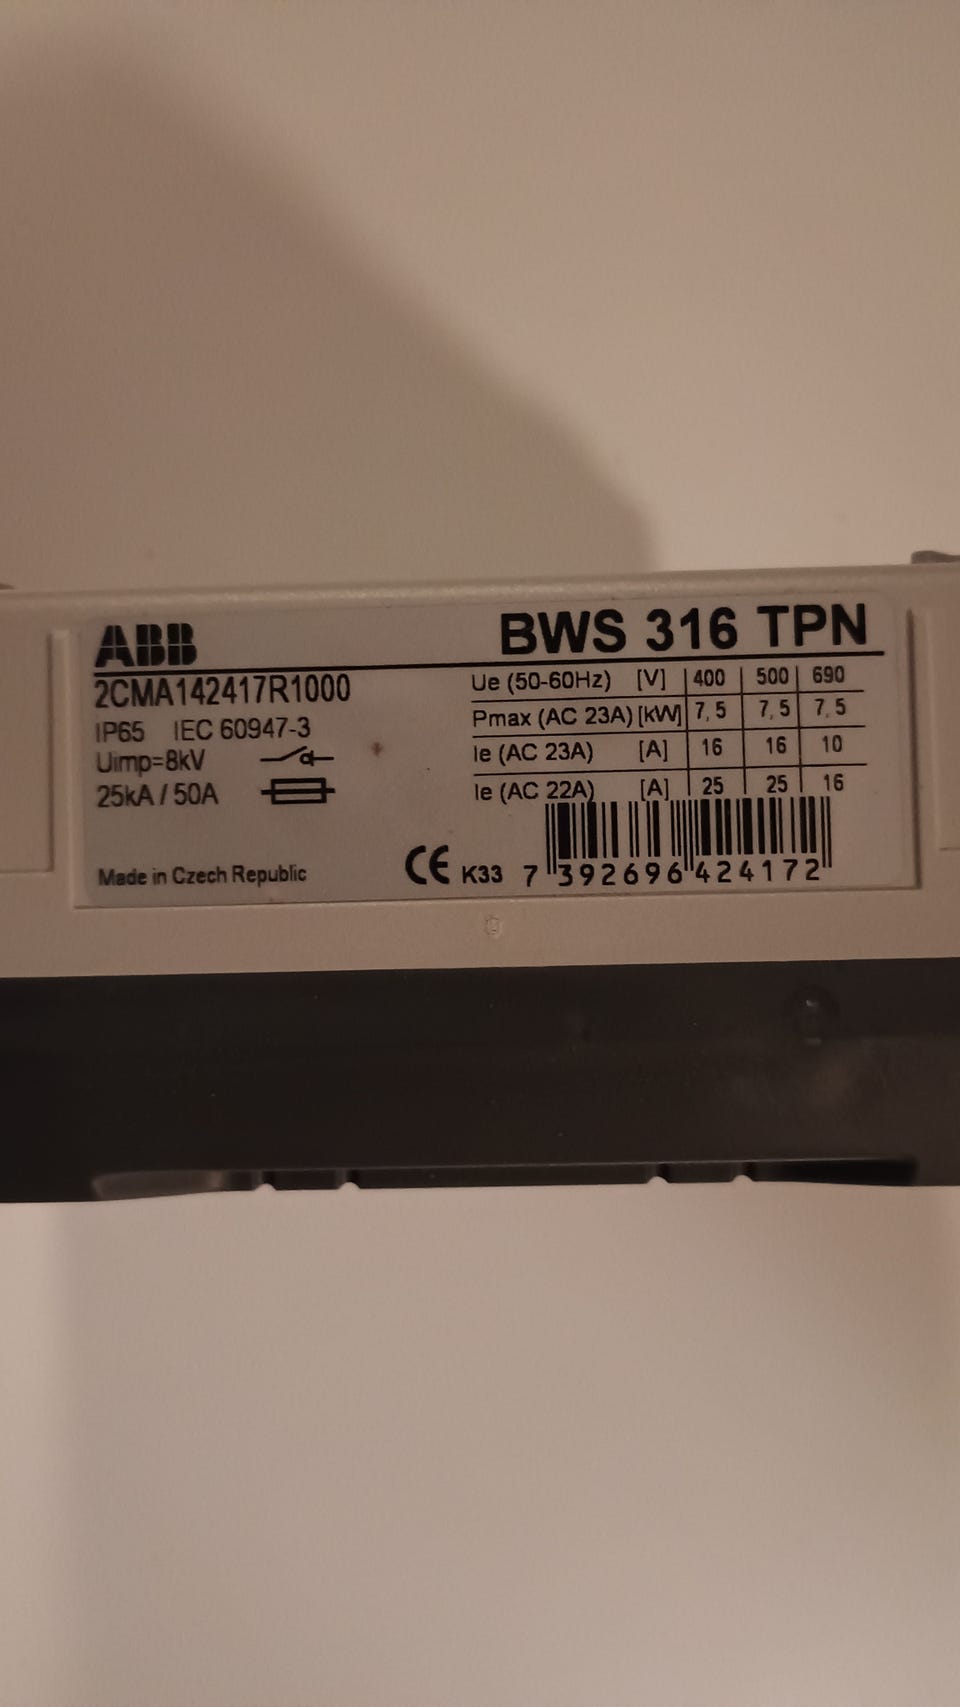 ABB
BWS 316 TPN
2CMA142417R1000
IP65 IEC 60947-3
Uimp=8kV
25kA / 50A
Made in Czech Republic
Ue (50-60Hz) [V] 400 500 690
Pmax (AC 23A) [kW] 7,5 7,5 7,5
Ie (AC 23A) [A] 16 16 10
Ie (AC 22A) [A] 25 25 16
CE K33 7 392696 424172